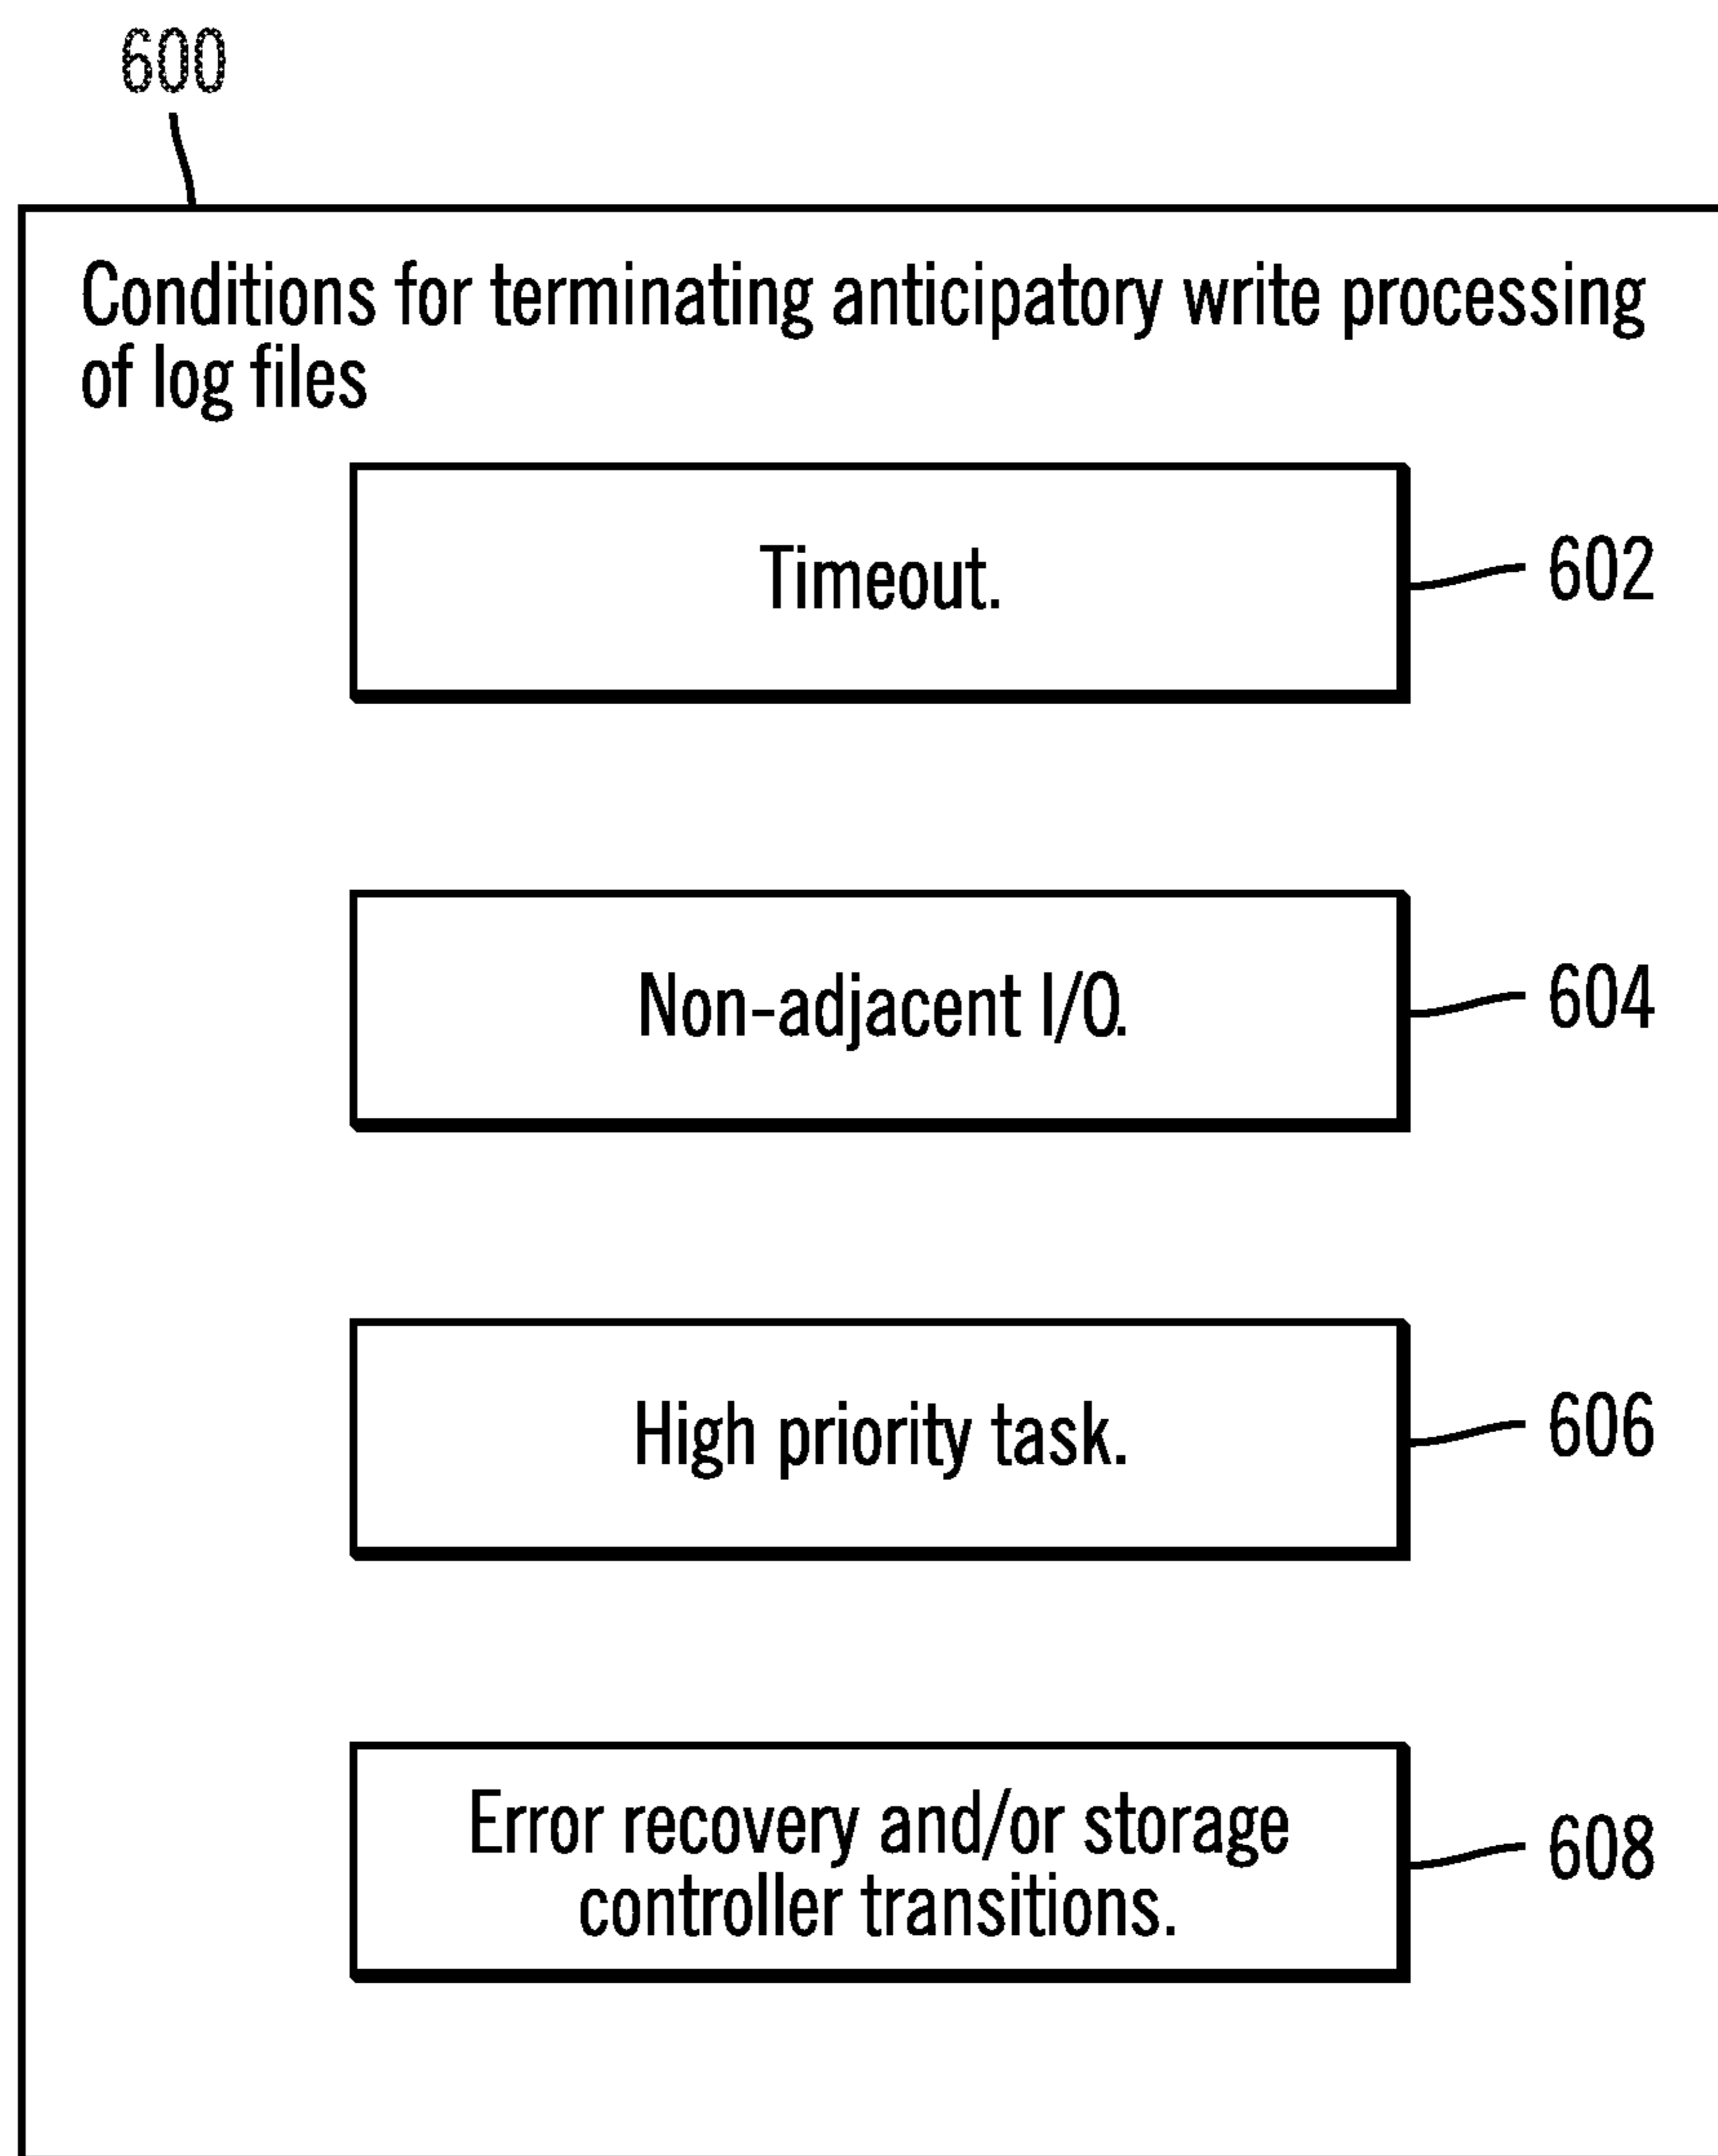 600
Conditions for terminating anticipatory write processing
of log files
Timeout.
602
Non-adjacent I/O.
604
High priority task.
606
Error recovery and/or storage
controller transitions.
608